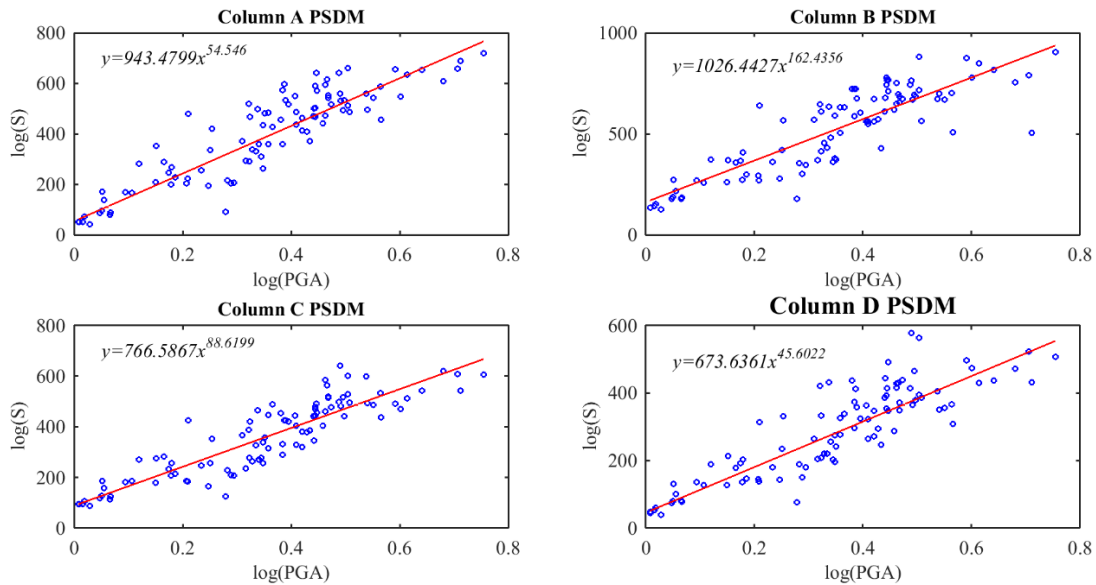 Column A PSDM
800
600
400
200
0
log(S)
y=943.4799x^54.546
0 0.2 0.4 0.6 0.8
log(PGA)
Column B PSDM
1000
500
0
log(S)
y=1026.4427x^162.4356
0 0.2 0.4 0.6 0.8
log(PGA)
Column C PSDM
800
600
400
200
0
log(S)
y=766.5867x^88.6199
0 0.2 0.4 0.6 0.8
log(PGA)
Column D PSDM
600
400
200
0
log(S)
y=673.6361x^45.6022
0 0.2 0.4 0.6 0.8
log(PGA)